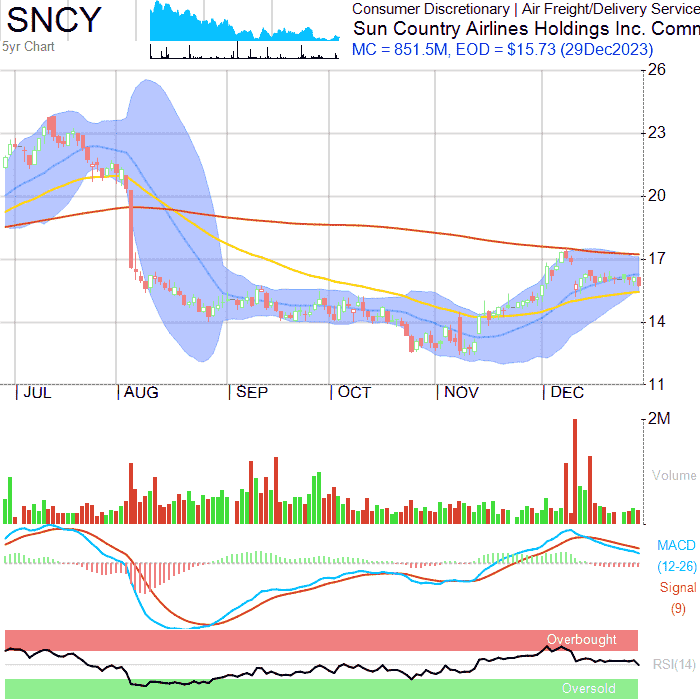 SNCY
5yr Chart
Consumer Discretionary | Air Freight/Delivery Service
Sun Country Airlines Holdings Inc. Comm
MC = 851.5M, EOD = $15.73 (29Dec2023)
26
23
20
17
14
11
JUL AUG SEP OCT NOV DEC
2M
Volume
MACD
(12-26)
Signal
(9)
Overbought
RSI(14)
Oversold